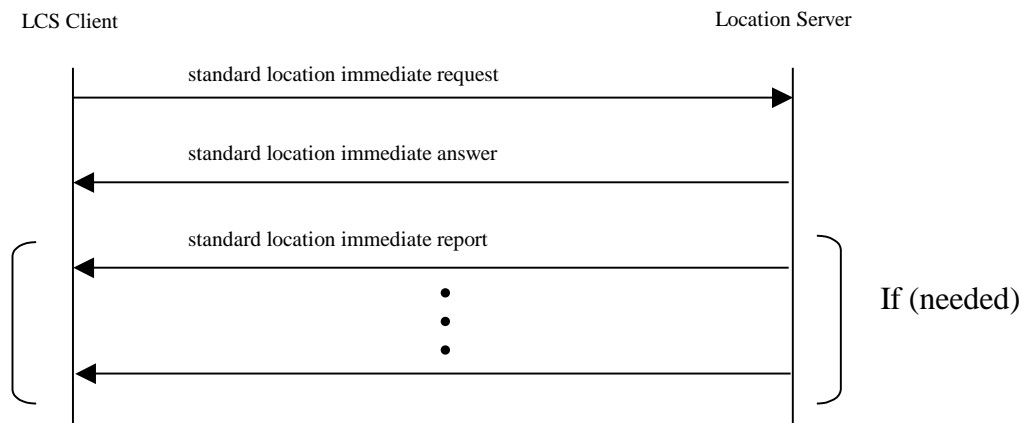 LCS Client
Location Server
standard location immediate request
standard location immediate answer
standard location immediate report
If (needed)